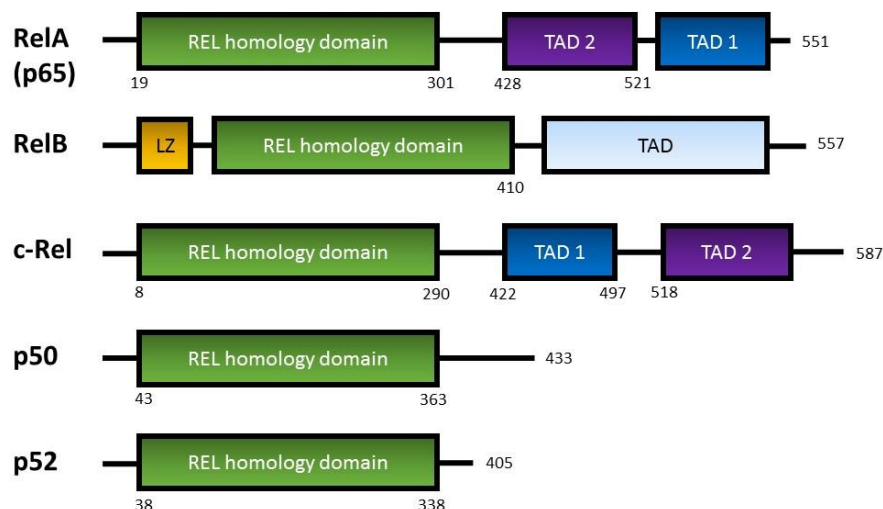 RelA
(p65)
REL homology domain
TAD 2
TAD 1
551
19
301
428
521
RelB
LZ
REL homology domain
TAD
557
410
c-Rel
REL homology domain
TAD 1
TAD 2
587
8
290
422
497
518
p50
REL homology domain
433
43
363
p52
REL homology domain
405
38
338